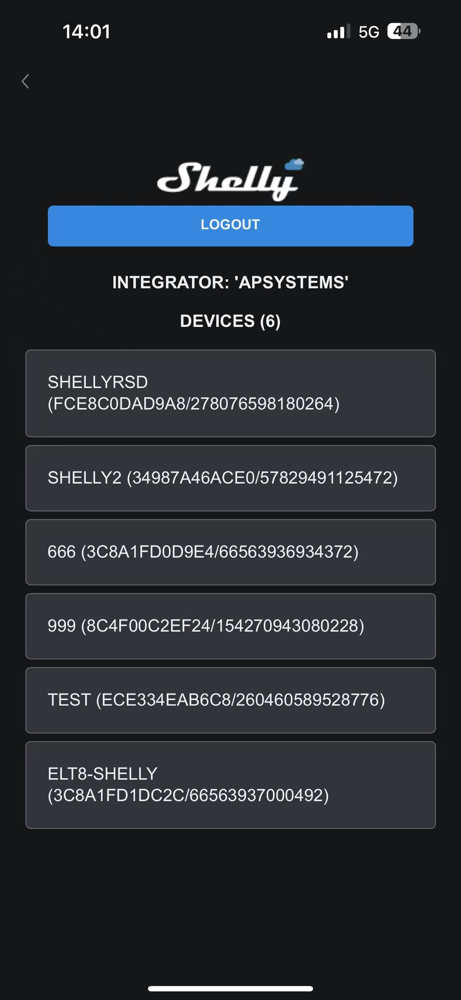 14:01
5G 44
Shelly
LOGOUT
INTEGRATOR: 'APSYSTEMS'
DEVICES (6)
SHELLYRSD
(FCE8C0DAD9A8/278076598180264)
SHELLY2 (34987A46ACE0/57829491125472)
666 (3C8A1FD0D9E4/66563936934372)
999 (8C4F00C2EF24/154270943080228)
TEST (ECE334EAB6C8/260460589528776)
ELT8-SHELLY
(3C8A1FD1DC2C/66563937000492)